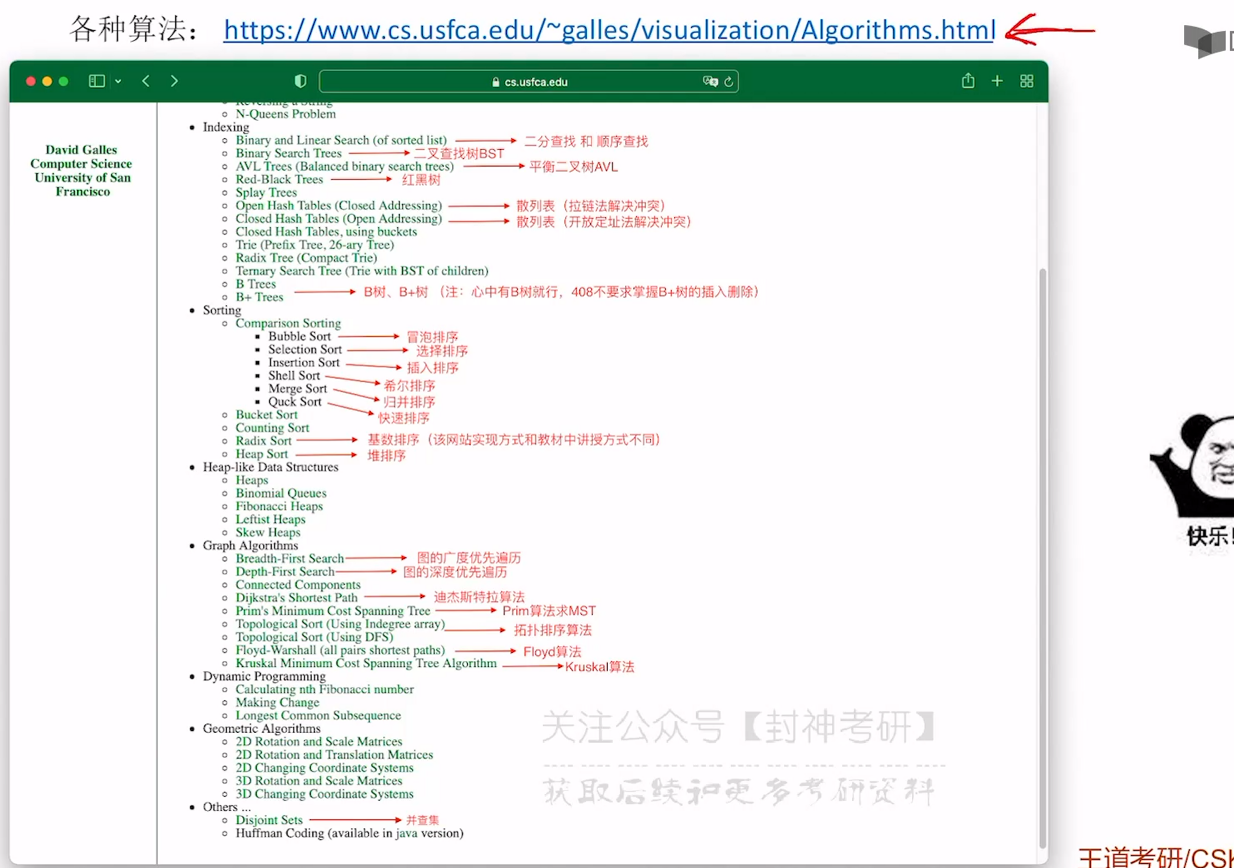 各种算法： https://www.cs.usfca.edu/~galles/visualization/Algorithms.html
cs.usfca.edu
David Galles
Computer Science
University of San
Francisco
Reversing a String
N-Queens Problem
Indexing
Binary and Linear Search (of sorted list) 二分查找 和 顺序查找
Binary Search Trees 二叉查找树BST
AVL Trees (Balanced binary search trees) 平衡二叉树AVL
Red-Black Trees 红黑树
Splay Trees
Open Hash Tables (Closed Addressing) 散列表（拉链法解决冲突）
Closed Hash Tables (Open Addressing) 散列表（开放定址法解决冲突）
Closed Hash Tables, using buckets
Trie (Prefix Tree, 26-ary Tree)
Radix Tree (Compact Trie)
Ternary Search Tree (Trie with BST of children)
B Trees
B+ Trees B树、B+树 （注：心中有B树就行，408不要求掌握B+树的插入删除）
Sorting
Comparison Sorting
Bubble Sort 冒泡排序
Selection Sort 选择排序
Insertion Sort 插入排序
Shell Sort 希尔排序
Merge Sort 归并排序
Quck Sort 快速排序
Bucket Sort
Counting Sort
Radix Sort 基数排序（该网站实现方式和教材中讲授方式不同）
Heap Sort 堆排序
Heap-like Data Structures
Heaps
Binomial Queues
Fibonacci Heaps
Leftist Heaps
Skew Heaps
Graph Algorithms
Breadth-First Search 图的广度优先遍历
Depth-First Search 图的深度优先遍历
Connected Components
Dijkstra's Shortest Path 迪杰斯特拉算法
Prim's Minimum Cost Spanning Tree Prim算法求MST
Topological Sort (Using Indegree array) 拓扑排序算法
Topological Sort (Using DFS)
Floyd-Warshall (all pairs shortest paths) Floyd算法
Kruskal Minimum Cost Spanning Tree Algorithm Kruskal算法
Dynamic Programming
Calculating nth Fibonacci number
Making Change
Longest Common Subsequence
Geometric Algorithms
2D Rotation and Scale Matrices
2D Rotation and Translation Matrices
2D Changing Coordinate Systems
3D Rotation and Scale Matrices
3D Changing Coordinate Systems
Others ...
Disjoint Sets 并查集
Huffman Coding (available in java version)
关注公众号【封神考研】
获取后续和更多考研资料
快乐!
王道考研/CSK